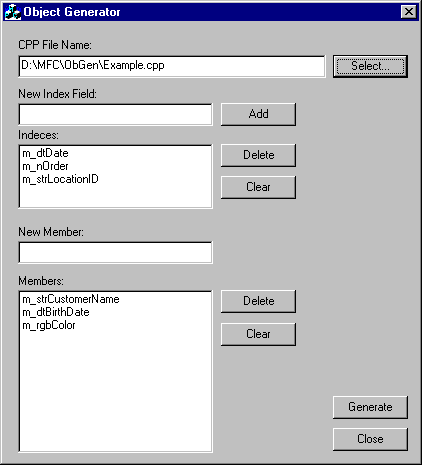 Object Generator
CPP File Name:
D:\MFC\ObGen\Example.cpp
Select...
New Index Field:
Add
Indeces:
m_dtDate
m_nOrder
m_strLocationID
Delete
Clear
New Member:
Members:
m_strCustomerName
m_dtBirthDate
m_rgbColor
Delete
Clear
Generate
Close